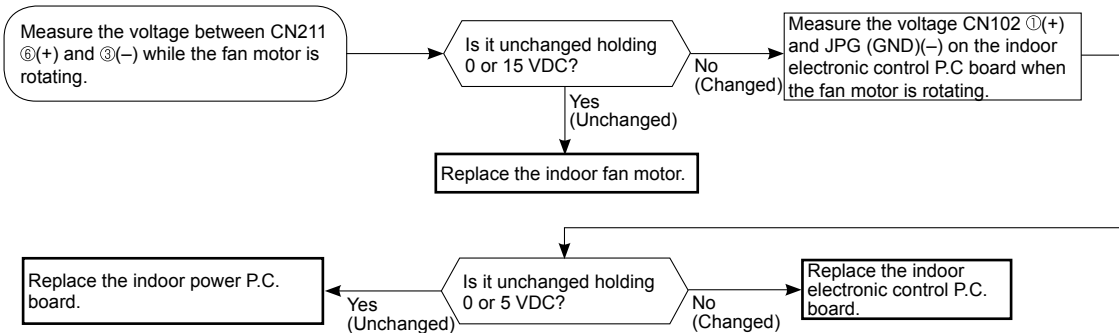 Measure the voltage between CN211
⑥(+) and ③(–) while the fan motor is
rotating.
Is it unchanged holding
0 or 15 VDC?
No
(Changed)
Measure the voltage CN102 ①(+)
and JPG (GND)(–) on the indoor
electronic control P.C board when
the fan motor is rotating.
Yes
(Unchanged)
Replace the indoor fan motor.
Replace the indoor power P.C.
board.
Yes
(Unchanged)
Is it unchanged holding
0 or 5 VDC?
No
(Changed)
Replace the indoor
electronic control P.C.
board.